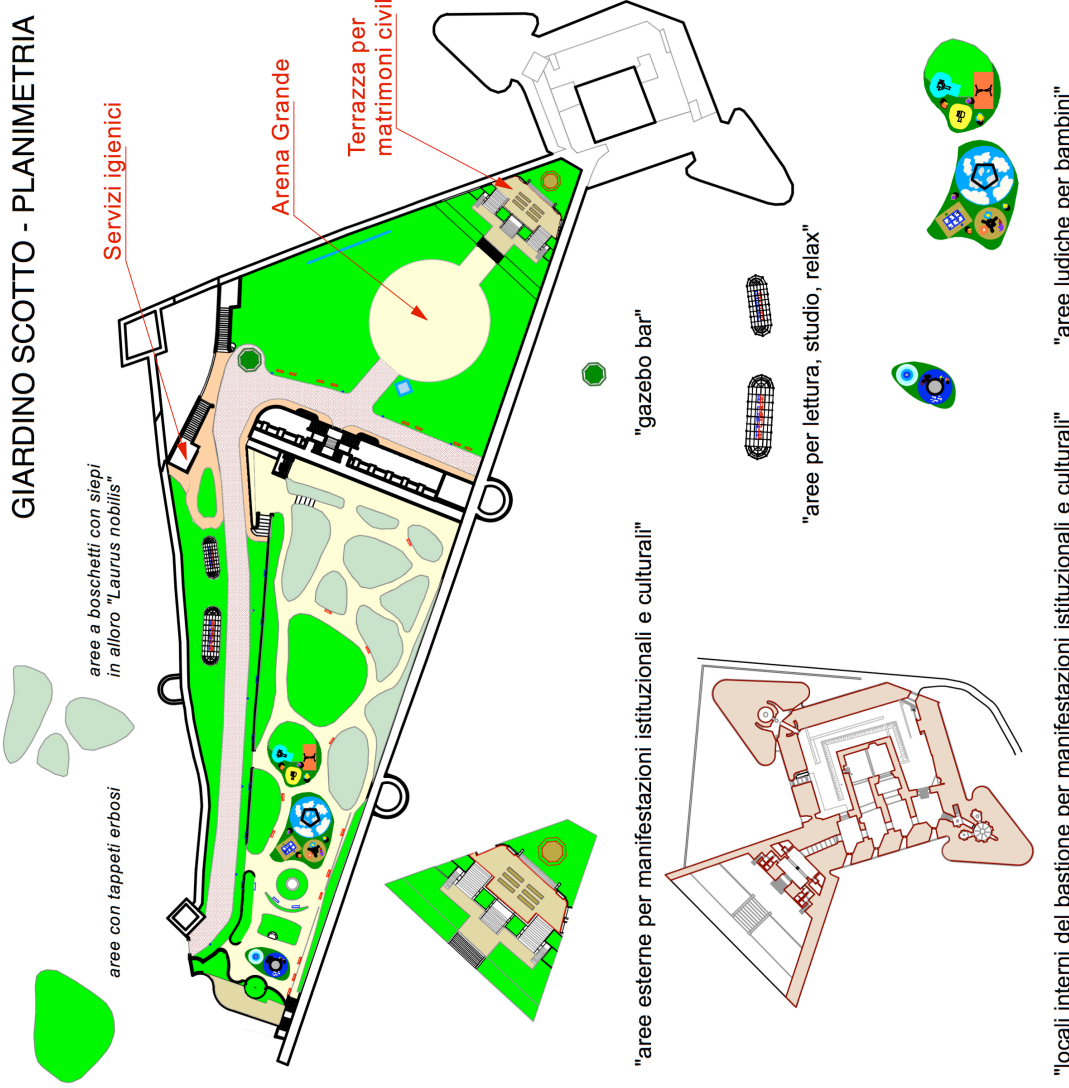 GIARDINO SCOTTO - PLANIMETRIA
Servizi igienici
Arena Grande
Terrazza per
matrimoni civil
aree a boschetti con siepi
in alloro "Laurus nobilis"
aree con tappeti erbosi
"gazebo bar"
"aree per lettura, studio, relax"
"aree esterne per manifestazioni istituzionali e culturali"
"aree ludiche per bambini"
"locali interni del bastione per manifestazioni istituzionali e culturali"